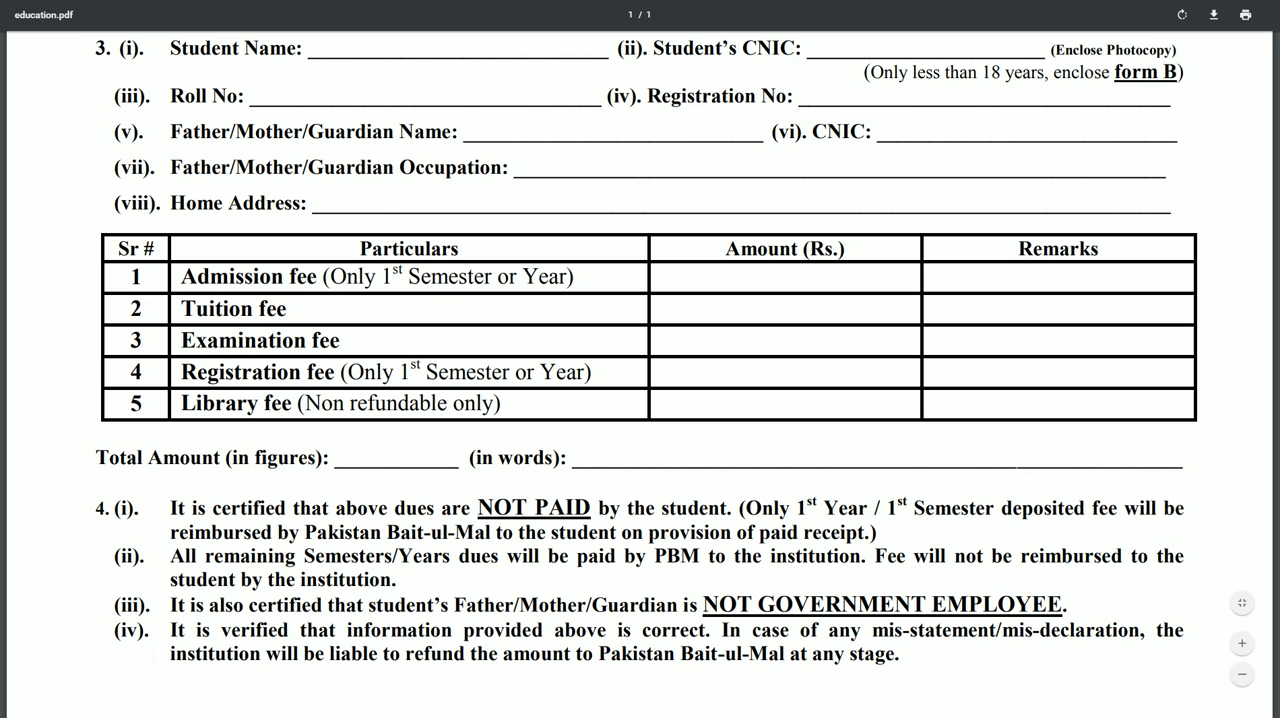 education.pdf
1 / 1
3. (i). Student Name: ____________________ (ii). Student's CNIC: ____________________ (Enclose Photocopy)
(Only less than 18 years, enclose form B)
(iii). Roll No: ____________________ (iv). Registration No: ____________________
(v). Father/Mother/Guardian Name: ____________________ (vi). CNIC: ____________________
(vii). Father/Mother/Guardian Occupation: ____________________
(viii). Home Address: ____________________
Sr # Particulars Amount (Rs.) Remarks
1 Admission fee (Only 1st Semester or Year)
2 Tuition fee
3 Examination fee
4 Registration fee (Only 1st Semester or Year)
5 Library fee (Non refundable only)
Total Amount (in figures): __________ (in words): ____________________
4. (i). It is certified that above dues are NOT PAID by the student. (Only 1st Year / 1st Semester deposited fee will be
reimbursed by Pakistan Bait-ul-Mal to the student on provision of paid receipt.)
(ii). All remaining Semesters/Years dues will be paid by PBM to the institution. Fee will not be reimbursed to the
student by the institution.
(iii). It is also certified that student's Father/Mother/Guardian is NOT GOVERNMENT EMPLOYEE.
(iv). It is verified that information provided above is correct. In case of any mis-statement/mis-declaration, the
institution will be liable to refund the amount to Pakistan Bait-ul-Mal at any stage.